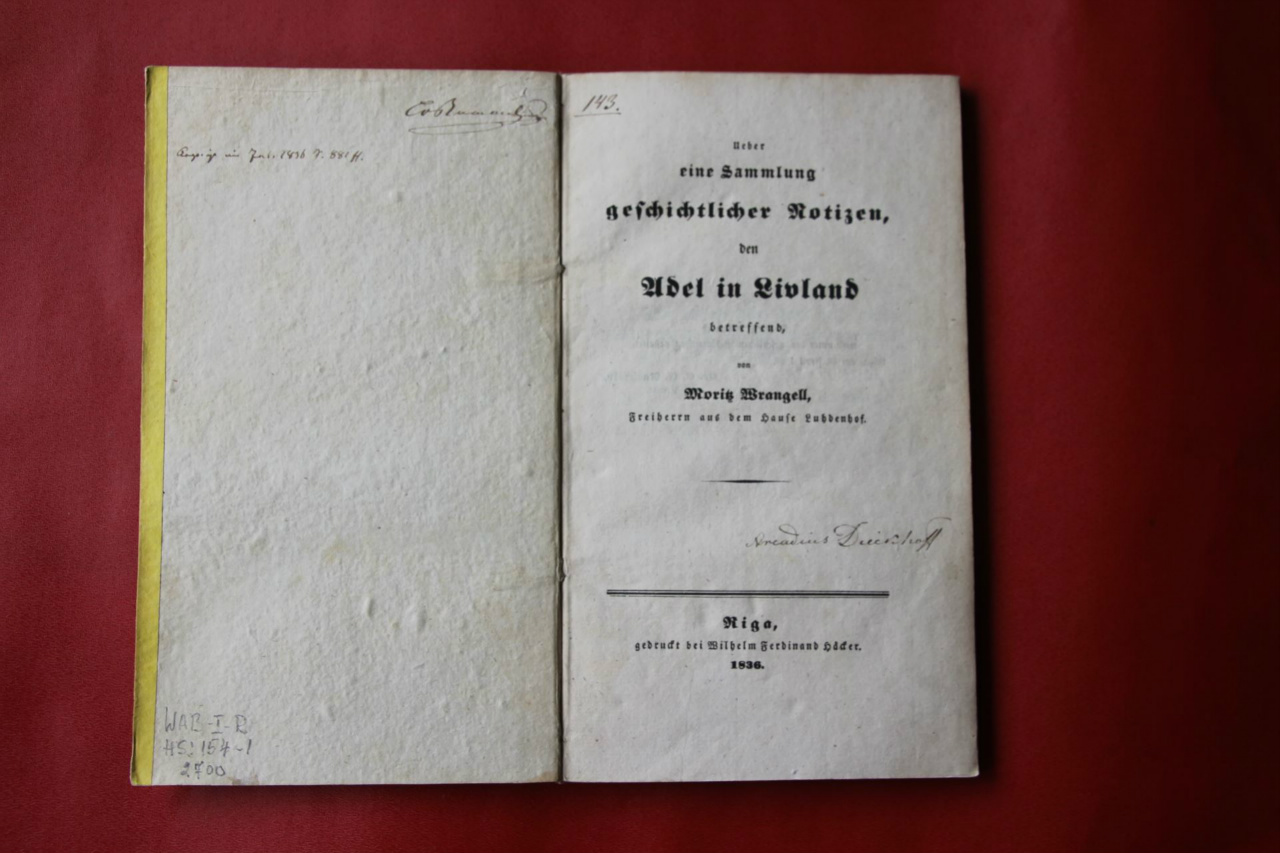 143.
Ueber
eine Sammlung
geschichtlicher Notizen,
den
Adel in Livland
betreffend,
von
Moritz Wrangell,
Freiherrn aus dem Hause Luhdenhof.
Arcadius
Riga,
gedruckt bei Wilhelm Ferdinand Häcker.
1836.
WAB-I-B
HS: 154-1
2700